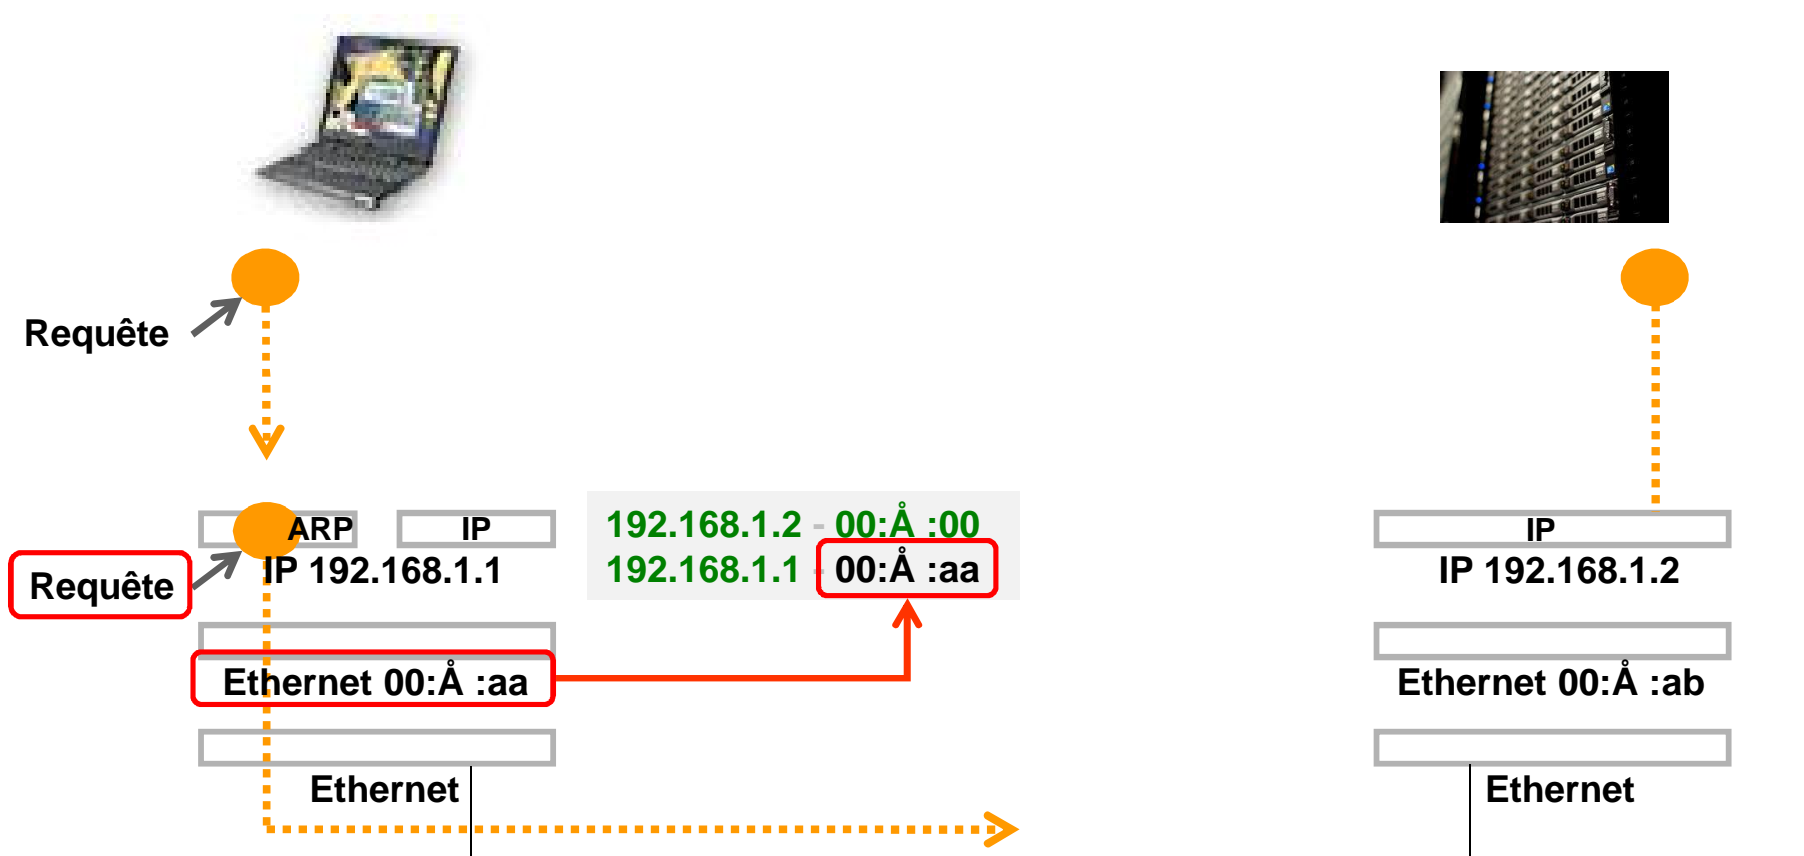 Requête
ARP
IP
192.168.1.2 - 00:Å :00
IP
Requête
IP 192.168.1.1
192.168.1.1 - 00:Å :aa
IP 192.168.1.2
Ethernet 00:Å :aa
Ethernet 00:Å :ab
Ethernet
Ethernet